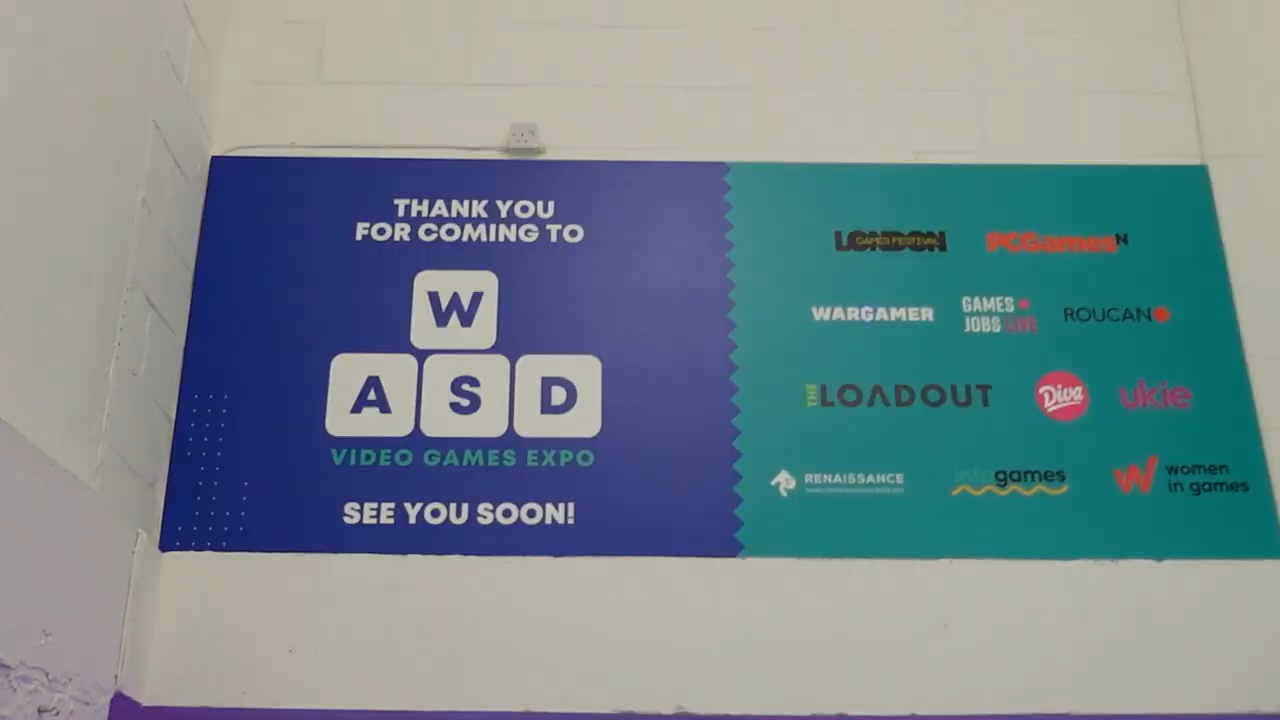 THANK YOU
FOR COMING TO
W
A S D
VIDEO GAMES EXPO
SEE YOU SOON!
LONDON
GAMES FESTIVAL
PCGamesN
WARGAMER
GAMES
JOBS LIVE
ROUCAN
THE LOADOUT
Diva
ukie
RENAISSANCE
info games
women
in games